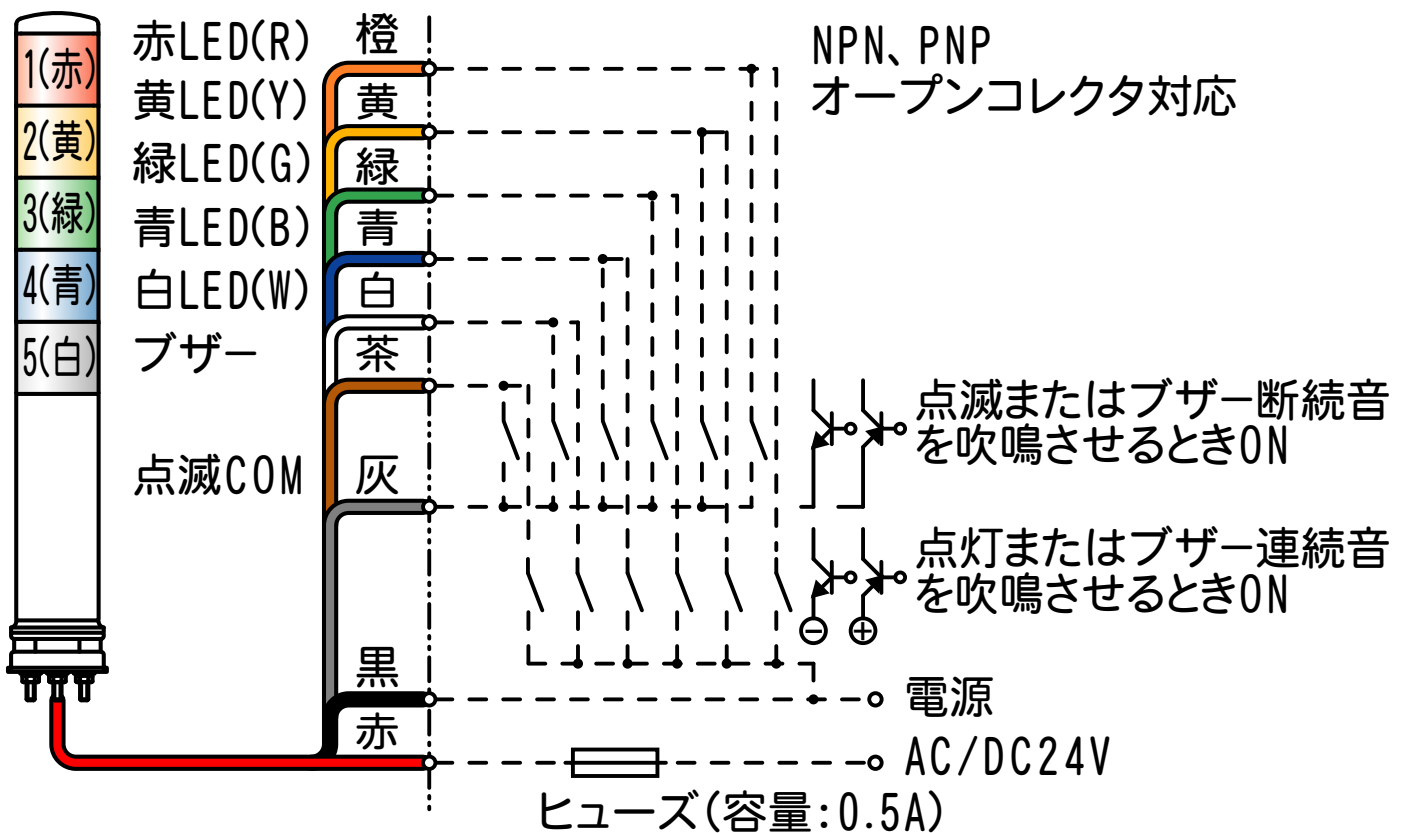 1(赤)
2(黄)
3(緑)
4(青)
5(白)
赤LED(R)
黄LED(Y)
緑LED(G)
青LED(B)
白LED(W)
ブザー
点滅COM
橙
黄
緑
青
白
茶
灰
黒
赤
NPN、PNP
オープンコレクタ対応
点滅またはブザー断続音
を吹鳴させるときON
点灯またはブザー連続音
を吹鳴させるときON
電源
AC/DC24V
ヒューズ(容量:0.5A)